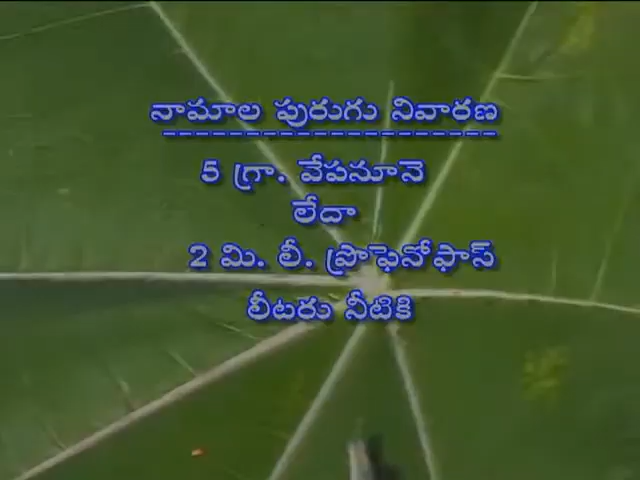 నామాల పురుగు నివారణ
5 గ్రా. వేపనూనె
లేదా
2 మి. లీ. ప్రొఫెనోఫాస్
లీటరు నీటికి